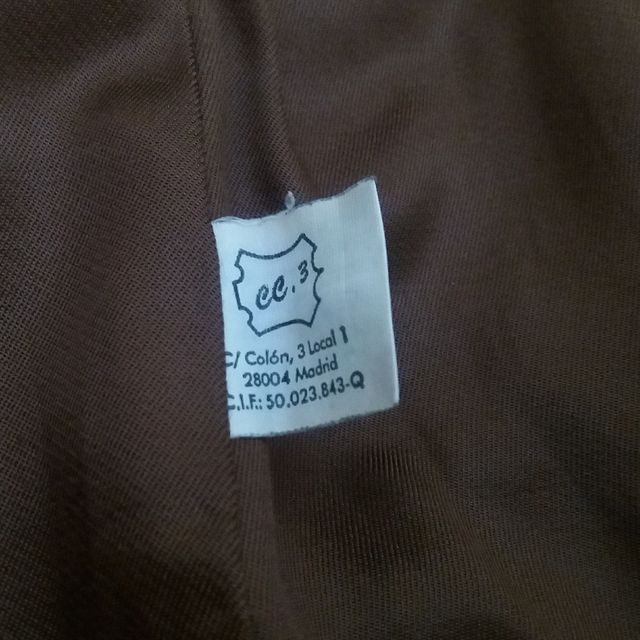 CC.3
C/ Colón, 3 Local 1
28004 Madrid
C.I.F.: 50.023.843-Q